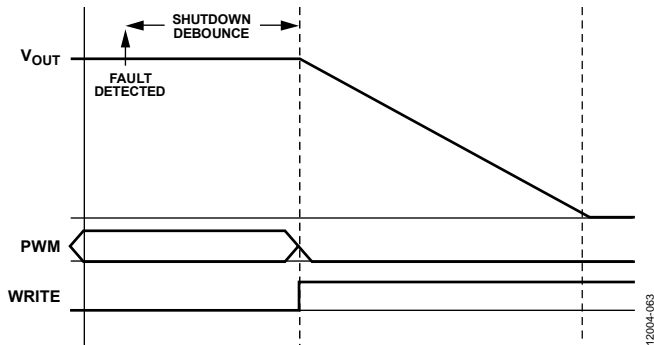 SHUTDOWN
DEBOUNCE
VOUT
FAULT
DETECTED
PWM
WRITE
12004-063